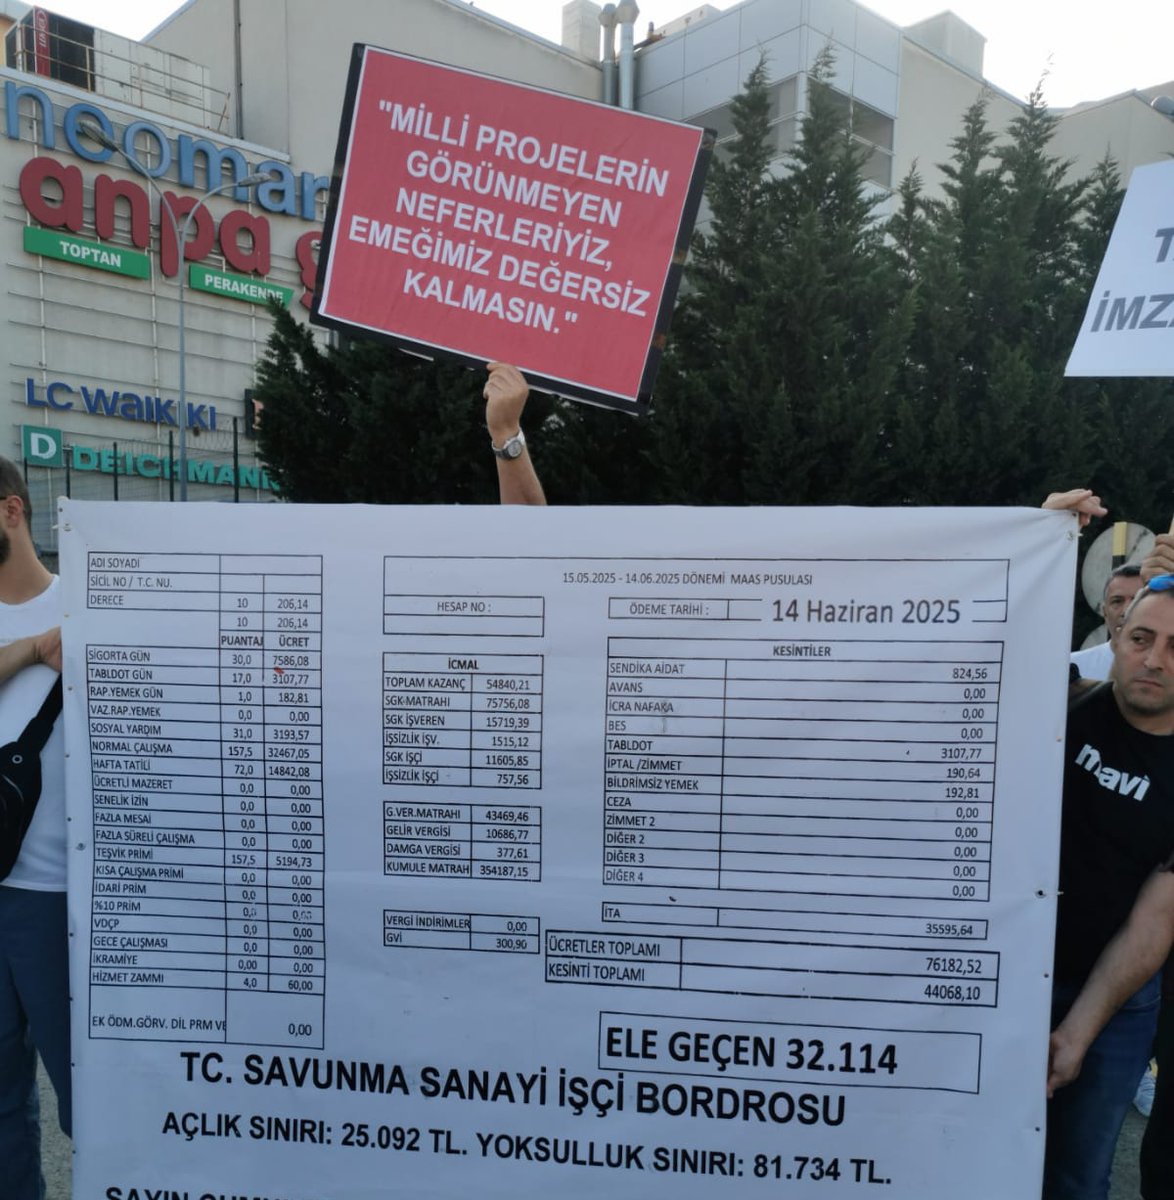 neomar
anpa
TOPTAN
PERAKENDE
LC WAIKIKI
D DEICHMANN
"MİLLİ PROJELERİN
GÖRÜNMEYEN
NEFERLERİYİZ,
EMEĞİMİZ DEĞERSİZ
KALMASIN."
İMZ
mavi
ADI SOYADI
SİCİL NO / T.C. NU.
DERECE 10 206,14
10 206,14
PUANTAJ ÜCRET
SİGORTA GÜN 30,0 7586,08
TABLDOT GÜN 17,0 3107,77
RAP.YEMEK GÜN 1,0 182,81
VAZ.RAP.YEMEK 0,0 0,00
SOSYAL YARDIM 31,0 3193,57
NORMAL ÇALIŞMA 157,5 32467,05
HAFTA TATİLİ 72,0 14842,08
ÜCRETLİ MAZERET 0,0 0,00
SENELİK İZİN 0,0 0,00
FAZLA MESAİ 0,0 0,00
FAZLA SÜRELİ ÇALIŞMA 0,0 0,00
TEŞVİK PRİMİ 157,5 5194,73
KISA ÇALIŞMA PRİMİ 0,0 0,00
İDARİ PRİM 0,0 0,00
%10 PRİM 0,0 0,00
VDÇP 0,0 0,00
GECE ÇALIŞMASI 0,0 0,00
İKRAMİYE 0,00 0,00
HİZMET ZAMMI 4,0 60,00
EK ÖDM.GÖRV. DİL PRM VE 0,00
15.05.2025 - 14.06.2025 DÖNEMİ MAAS PUSULASI
HESAP NO :
ÖDEME TARİHİ : 14 Haziran 2025
İCMAL
TOPLAM KAZANÇ 54840,21
SGK-MATRAHI 75756,08
SGK İŞVEREN 15719,39
İŞSİZLİK İŞV. 1515,12
SGK İŞÇİ 11605,85
İŞSİZLİK İŞÇİ 757,56
G.VER.MATRAHI 43469,46
GELİR VERGİSİ 10686,77
DAMGA VERGİSİ 377,61
KUMULE MATRAH 354187,15
VERGİ İNDİRİMLER 0,00
GVİ 300,90
KESİNTİLER
SENDİKA AİDAT 824,56
AVANS 0,00
İCRA NAFAKA 0,00
BES 0,00
TABLDOT 3107,77
İPTAL /ZİMMET 190,64
BİLDRİMSİZ YEMEK 192,81
CEZA 0,00
ZİMMET 2 0,00
DİĞER 2 0,00
DİĞER 3 0,00
DİĞER 4 0,00
İTA 35595,64
ÜCRETLER TOPLAMI 76182,52
KESİNTİ TOPLAMI 44068,10
ELE GEÇEN 32.114
TC. SAVUNMA SANAYİ İŞÇİ BORDROSU
AÇLIK SINIRI: 25.092 TL. YOKSULLUK SINIRI: 81.734 TL.